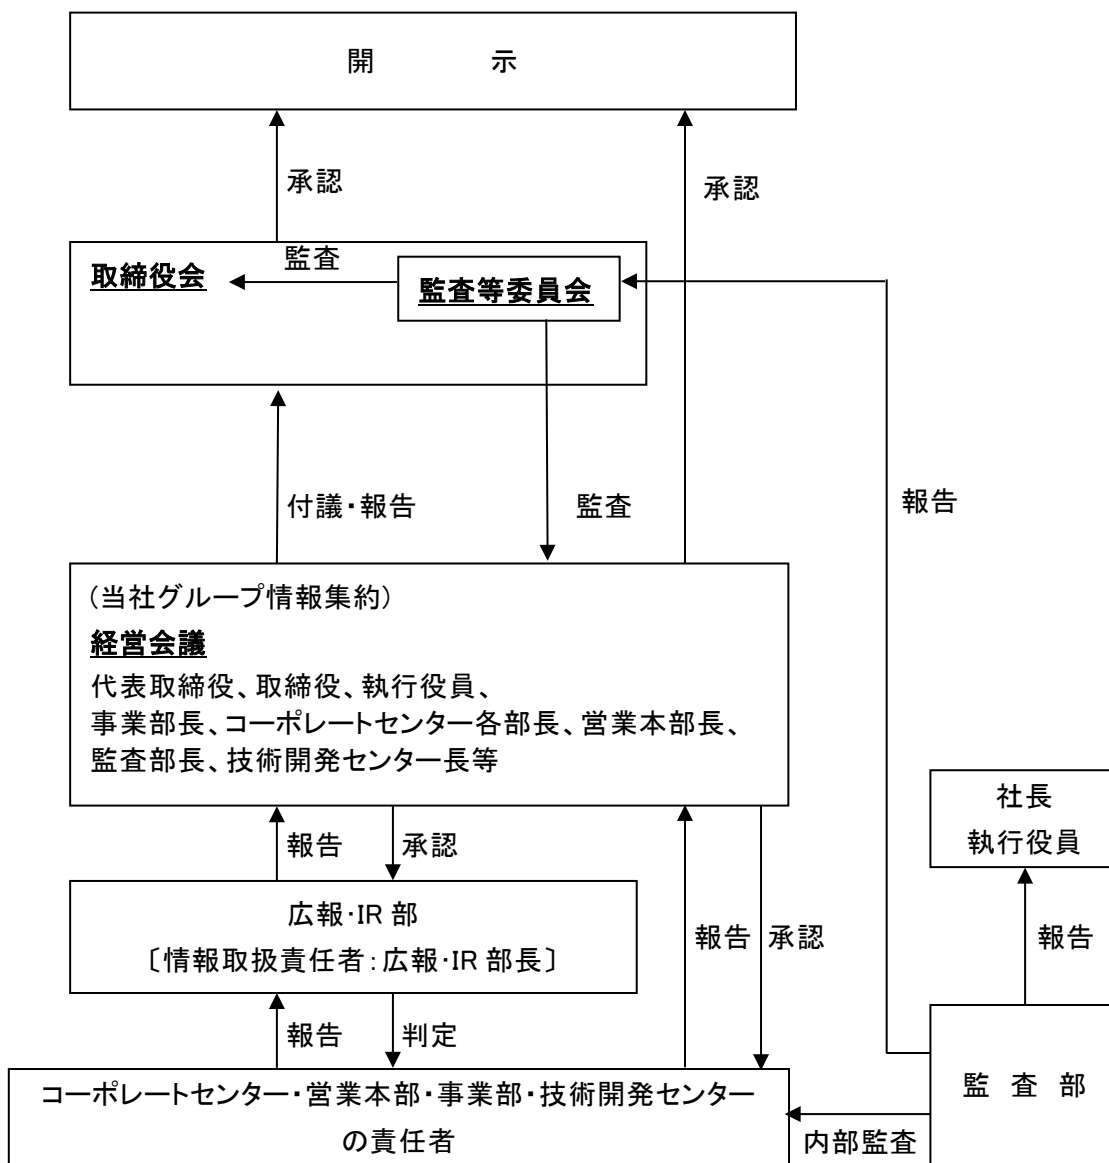 開　示
承認
承認
監査
取締役会
監査等委員会
付議・報告
監査
報告
(当社グループ情報集約)
経営会議
代表取締役、取締役、執行役員、
事業部長、コーポレートセンター各部長、営業本部長、
監査部長、技術開発センター長等
社長
執行役員
報告
承認
広報・IR 部
〔情報取扱責任者：広報・IR 部長〕
報告
承認
報告
報告
判定
コーポレートセンター・営業本部・事業部・技術開発センター
の責任者
監 査 部
内部監査